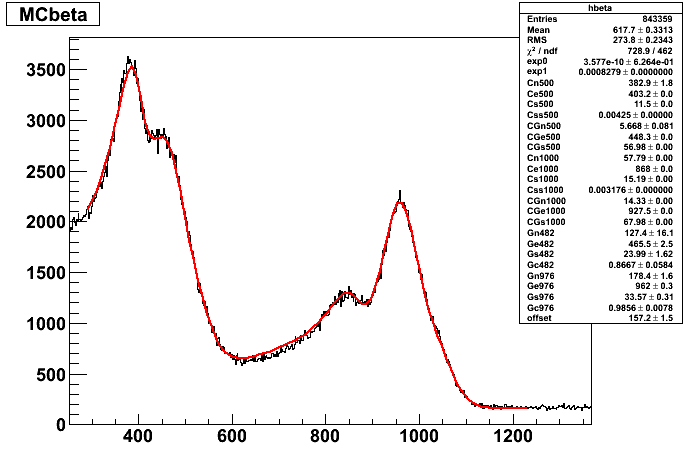 MCbeta
hbeta
Entries 843359
Mean 617.7 ± 0.3313
RMS 273.8 ± 0.2343
χ² / ndf 728.9 / 462
exp0 3.577e-10 ± 6.264e-01
exp1 0.0008279 ± 0.0000000
Cn500 382.9 ± 1.8
Ce500 403.2 ± 0.0
Cs500 11.5 ± 0.0
Css500 0.00425 ± 0.00000
CGn500 5.668 ± 0.081
CGe500 448.3 ± 0.0
CGs500 56.98 ± 0.00
Cn1000 57.79 ± 0.00
Ce1000 868 ± 0.0
Cs1000 15.19 ± 0.00
Css1000 0.003176 ± 0.000000
CGn1000 14.33 ± 0.00
CGe1000 927.5 ± 0.0
CGs1000 67.98 ± 0.00
Gn482 127.4 ± 16.1
Ge482 465.5 ± 2.5
Gs482 23.99 ± 1.62
Gc482 0.8667 ± 0.0584
Gn976 178.4 ± 1.6
Ge976 962 ± 0.3
Gs976 33.57 ± 0.31
Gc976 0.9856 ± 0.0078
offset 157.2 ± 1.5
3500
3000
2500
2000
1500
1000
500
0
400 600 800 1000 1200